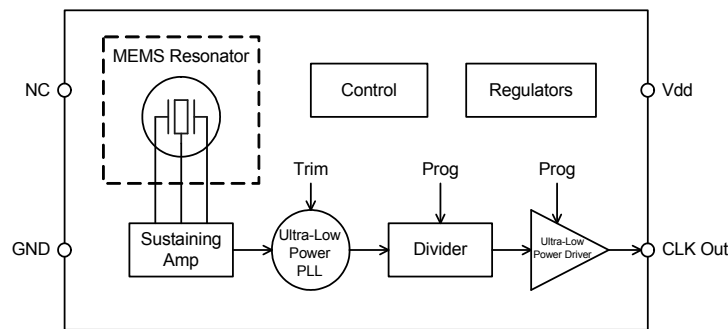 MEMS Resonator
NC
Control
Regulators
Vdd
Trim
Prog
Prog
GND
Sustaining
Amp
Ultra-Low
Power
PLL
Divider
Ultra-Low
Power Driver
CLK Out